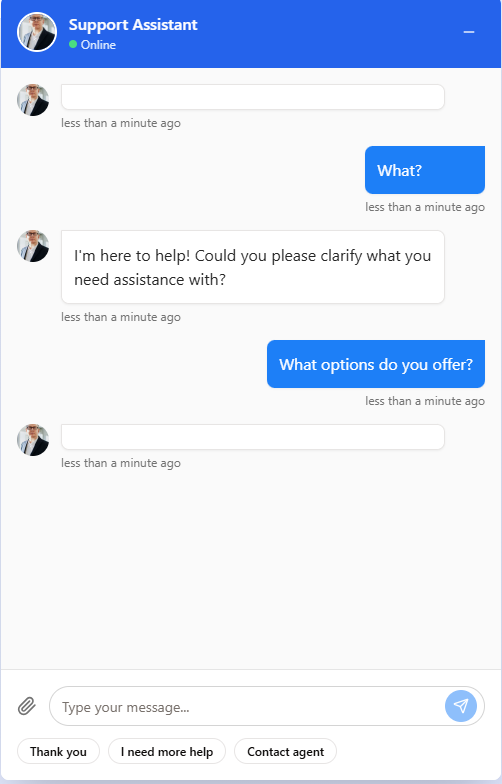 Support Assistant
Online
less than a minute ago
What?
less than a minute ago
I'm here to help! Could you please clarify what you
need assistance with?
less than a minute ago
What options do you offer?
less than a minute ago
less than a minute ago
Type your message...
Thank you
I need more help
Contact agent